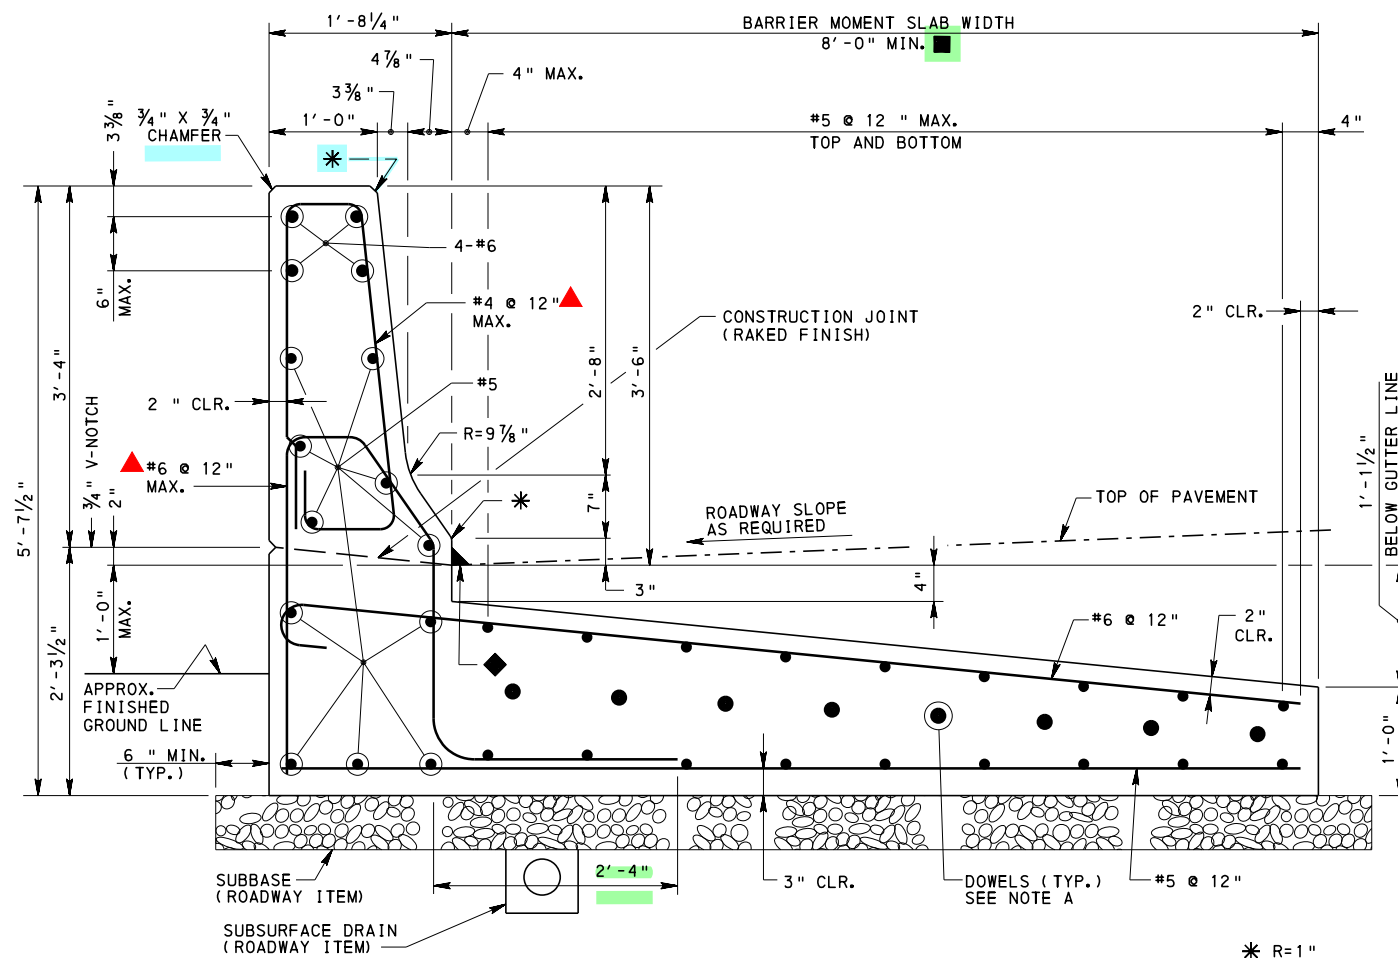 1'-8¼"
BARRIER MOMENT SLAB WIDTH
8'-0" MIN.
4⅞"
4" MAX.
3⅜"
3⅜"
¾" X ¾"
CHAMFER
1'-0"
#5 @ 12 " MAX.
TOP AND BOTTOM
4"
4-#6
6"
MAX.
#4 @ 12"
MAX.
CONSTRUCTION JOINT
(RAKED FINISH)
2" CLR.
3'-4"
2'-8"
3'-6"
#5
2 " CLR.
R=9⅞"
BELOW GUTTER LINE
1'-1½"
¾" V-NOTCH
2"
#6 @ 12"
MAX.
7"
ROADWAY SLOPE
AS REQUIRED
TOP OF PAVEMENT
5'-7½"
3"
4"
1'-0"
MAX.
2'-3½"
#6 @ 12"
2"
CLR.
APPROX.
FINISHED
GROUND LINE
6 " MIN.
(TYP.)
1'-0"
SUBBASE
(ROADWAY ITEM)
2'-4"
3" CLR.
DOWELS (TYP.)
SEE NOTE A
#5 @ 12"
SUBSURFACE DRAIN
(ROADWAY ITEM)
R=1"